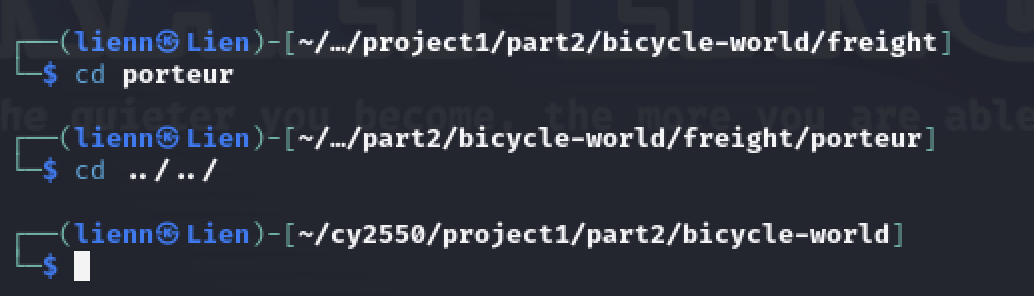 ┌──(lienn㉿Lien)-[~/…/project1/part2/bicycle-world/freight]
└─$ cd porteur
he quieter you become, the more you are able
┌──(lienn㉿Lien)-[~/…/part2/bicycle-world/freight/porteur]
└─$ cd ../../
┌──(lienn㉿Lien)-[~/cy2550/project1/part2/bicycle-world]
└─$